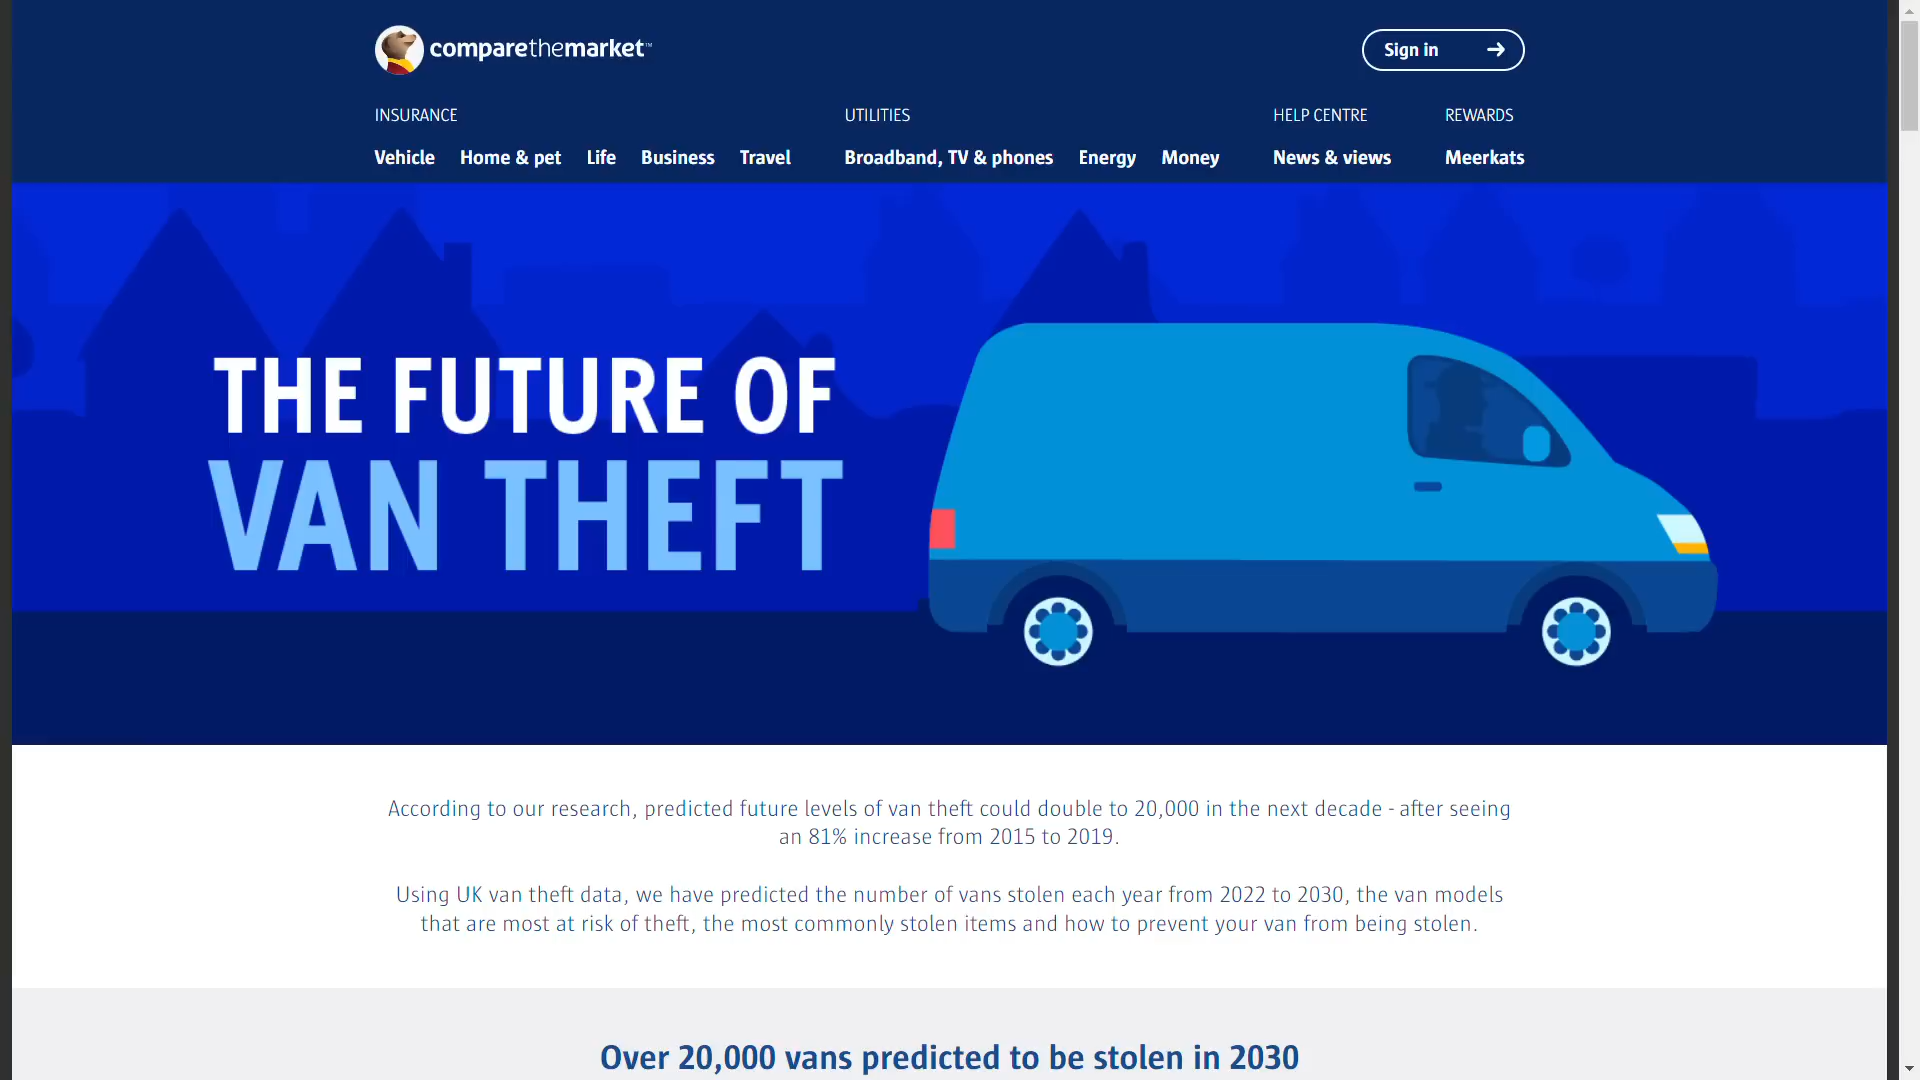 comparethemarket™
Sign in
INSURANCE
Vehicle Home & pet Life Business Travel
UTILITIES
Broadband, TV & phones Energy Money
HELP CENTRE
News & views
REWARDS
Meerkats
THE FUTURE OF
VAN THEFT
According to our research, predicted future levels of van theft could double to 20,000 in the next decade - after seeing
an 81% increase from 2015 to 2019.
Using UK van theft data, we have predicted the number of vans stolen each year from 2022 to 2030, the van models
that are most at risk of theft, the most commonly stolen items and how to prevent your van from being stolen.
Over 20,000 vans predicted to be stolen in 2030